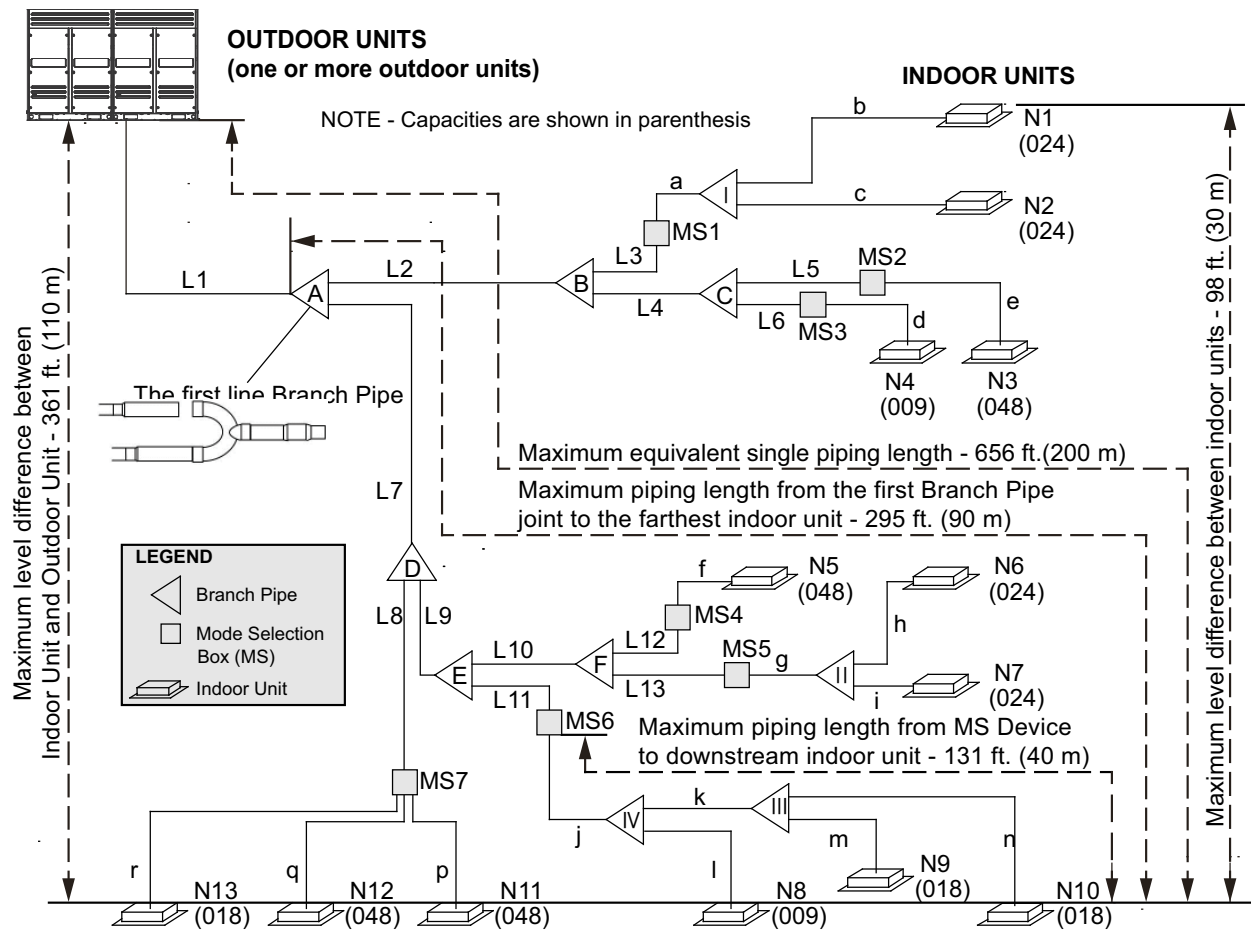 OUTDOOR UNITS
(one or more outdoor units)
INDOOR UNITS
NOTE - Capacities are shown in parenthesis
b
N1
(024)
a
I
c
N2
(024)
MS1
L3
L1
A
L2
B
L4
C
L5
MS2
L6
MS3
d
e
N4
(009)
N3
(048)
The first line Branch Pipe
Maximum level difference between
Indoor Unit and Outdoor Unit - 361 ft. (110 m)
Maximum level difference between indoor units - 98 ft. (30 m)
Maximum equivalent single piping length - 656 ft.(200 m)
Maximum piping length from the first Branch Pipe
joint to the farthest indoor unit - 295 ft. (90 m)
L7
LEGEND
Branch Pipe
Mode Selection
Box (MS)
Indoor Unit
D
L8
L9
f
N5
(048)
N6
(024)
MS4
h
L12
L10
E
F
MS5
g
II
L13
i
N7
(024)
L11
MS6
Maximum piping length from MS Device
to downstream indoor unit - 131 ft. (40 m)
MS7
k
III
IV
j
m
n
l
r
q
p
N9
(018)
N13
(018)
N12
(048)
N11
(048)
N8
(009)
N10
(018)